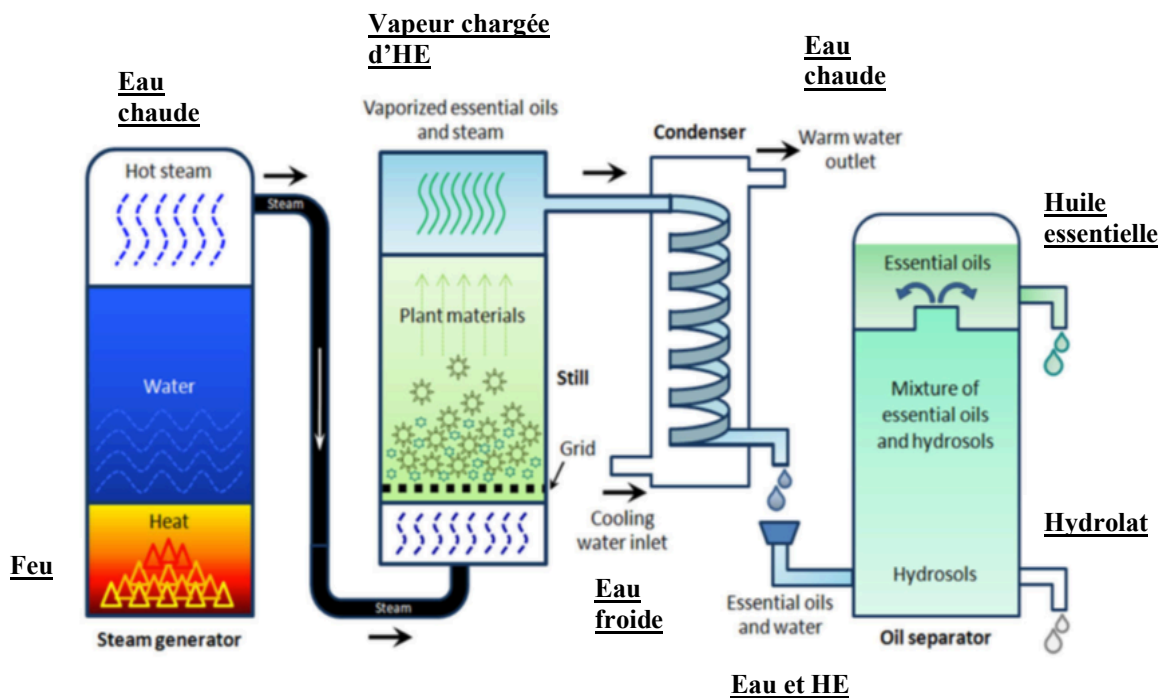 Vapeur chargée
d’HE
Eau
chaude
Eau
chaude
Vaporized essential oils
and steam
Condenser
Warm water
outlet
Hot steam
Steam
Huile
essentielle
Essential oils
Plant materials
Water
Still
Mixture of
essential oils
and hydrosols
Grid
Heat
Cooling
water inlet
Hydrolat
Feu
Hydrosols
Eau
froide
Steam
Essential oils
and water
Steam generator
Oil separator
Eau et HE